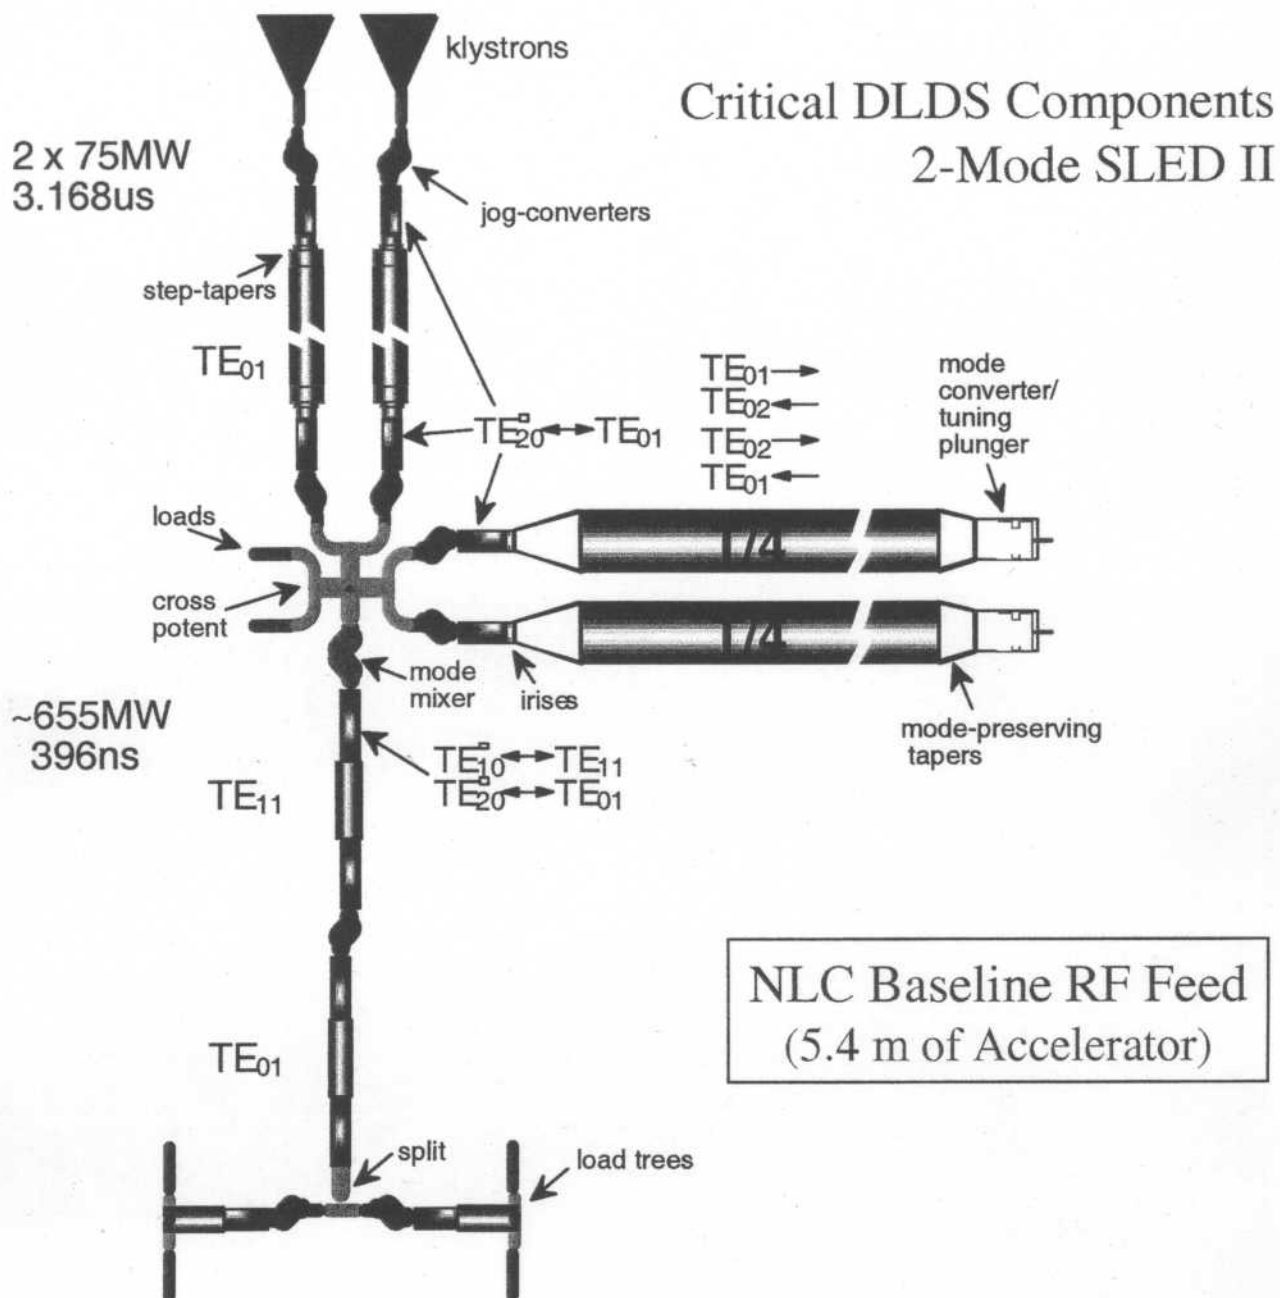 klystrons
Critical DLDS Components
2-Mode SLED II
2 x 75MW
3.168us
jog-converters
step-tapers
TE01
TE01
TE02
TE02
TE01
mode
converter/
tuning
plunger
TE20 TE01
loads
cross
potent
mode
mixer
irises
mode-preserving
tapers
~655MW
396ns
TE10 TE11
TE20 TE01
TE11
NLC Baseline RF Feed
(5.4 m of Accelerator)
TE01
split
load trees